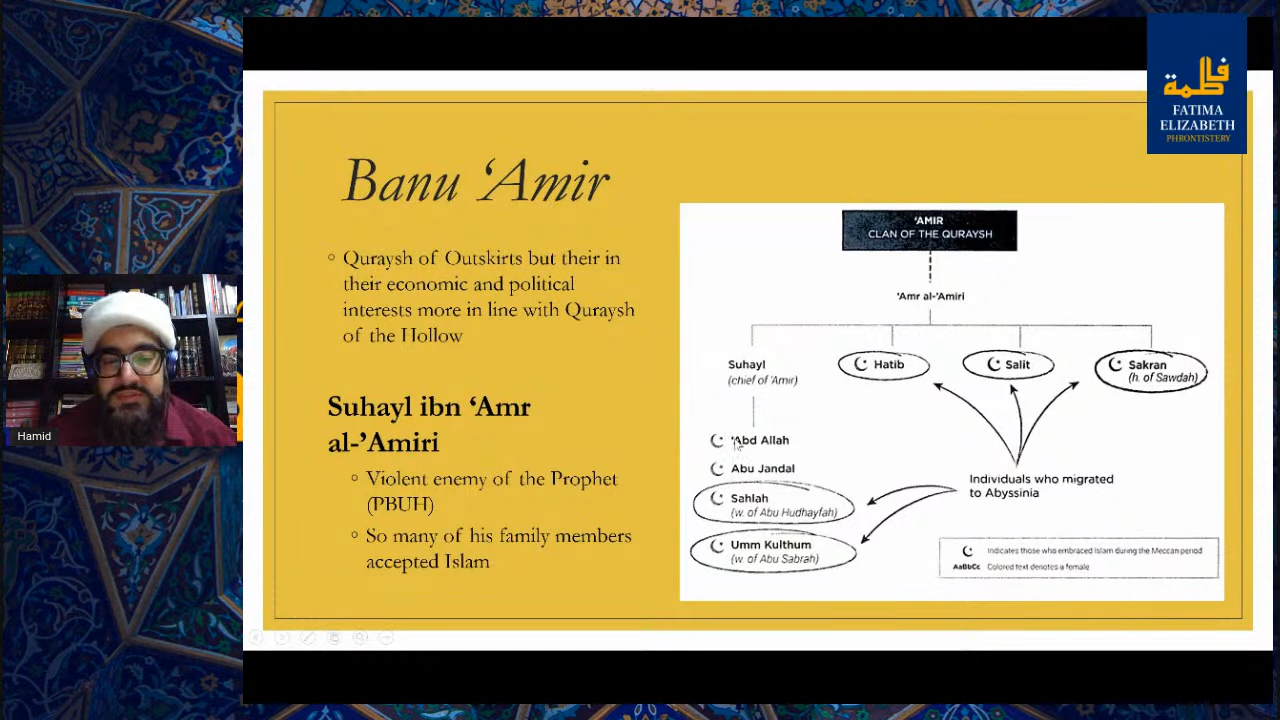 فاطمة
FATIMA
ELIZABETH
PHRONTISTERY
Banu ‘Amir
Quraysh of Outskirts but their in
their economic and political
interests more in line with Quraysh
of the Hollow
Suhayl ibn ‘Amr
al-’Amiri
Violent enemy of the Prophet
(PBUH)
So many of his family members
accepted Islam
‘AMIR
CLAN OF THE QURAYSH
‘Amr al-‘Amiri
Suhayl
(chief of ‘Amir)
Hatib
Salit
Sakran
(h. of Sawdah)
‘Abd Allah
Abu Jandal
Sahlah
(w. of Abu Hudhayfah)
Umm Kulthum
(w. of Abu Sabrah)
Individuals who migrated
to Abyssinia
Indicates those who embraced Islam during the Meccan period
AaBbCc Colored text denotes a female
Hamid